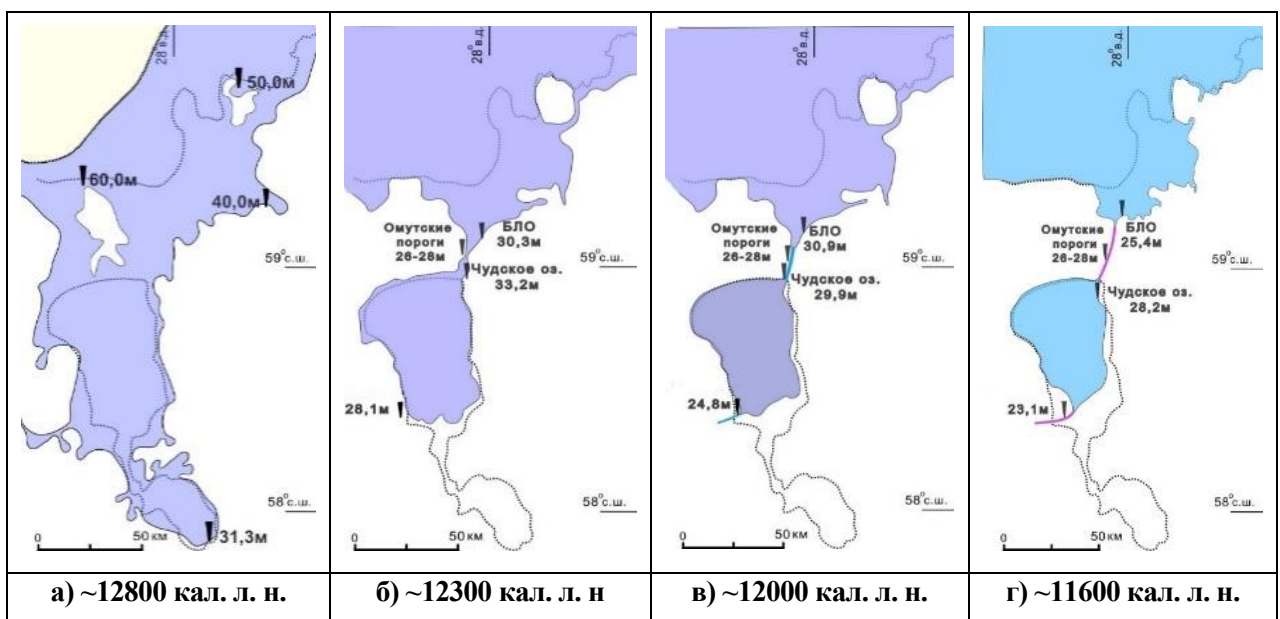 28° в.д.
50,0м
60,0м
40,0м
31,3м
0 50 км
28° в.д.
Омутские
пороги
26-28м
БЛО
30,3м
59° с.ш.
Чудское оз.
33,2м
28,1м
58° с.ш.
0 50 км
28° в.д.
Омутские
пороги
26-28м
БЛО
30,9м
59° с.ш.
Чудское оз.
29,9м
24,8м
58° с.ш.
0 50 км
28° в.д.
Омутские
пороги
26-28м
БЛО
25,4м
59° с.ш.
Чудское оз.
28,2м
23,1м
58° с.ш.
0 50 км
59° с.ш.
58° с.ш.
а) ~12800 кал. л. н.
б) ~12300 кал. л. н
в) ~12000 кал. л. н.
г) ~11600 кал. л. н.